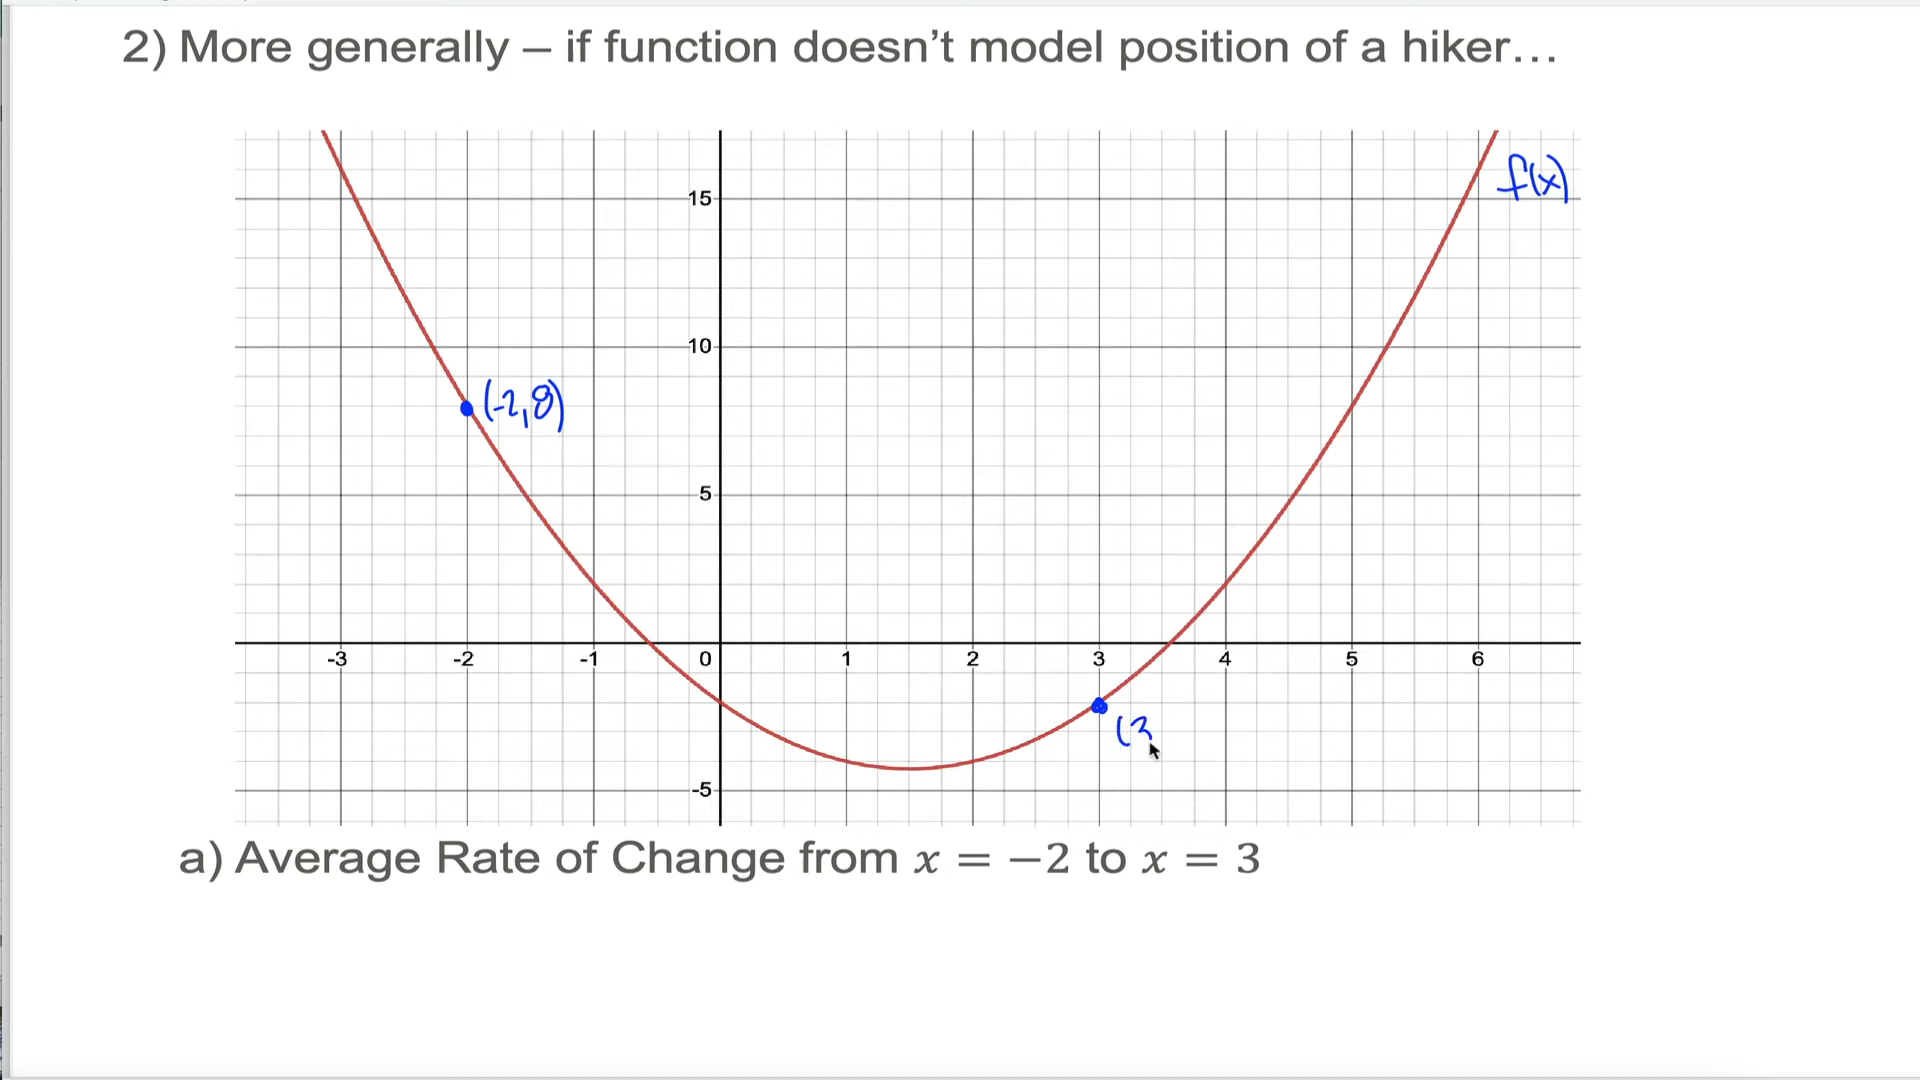 2) More generally – if function doesn’t model position of a hiker…
f(x)
15
10
(-2,8)
5
-3 -2 -1 0 1 2 3 4 5 6
(3
-5
a) Average Rate of Change from x = −2 to x = 3